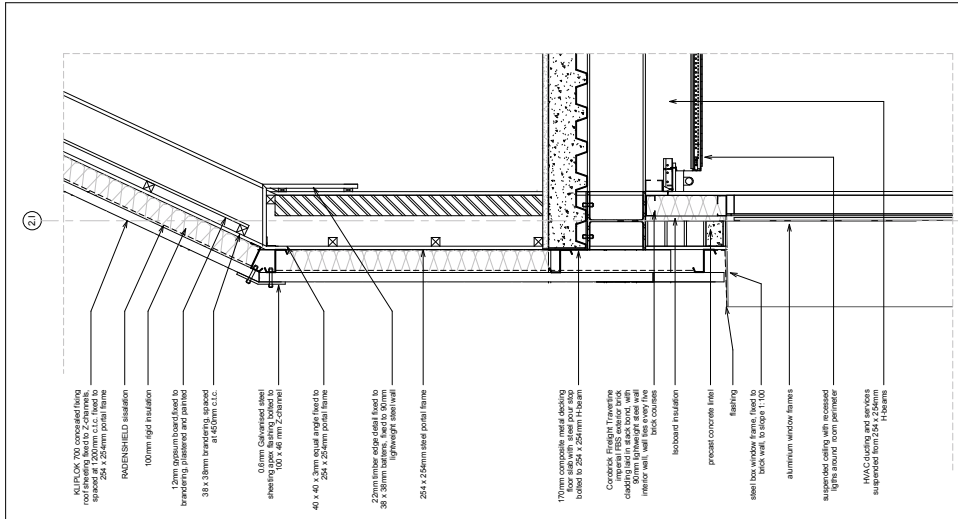 2.1
KLIPLOK 700 concealed fixing
roof sheeting fixed to Z-channels,
spaced at 1200mm c.t.c. fixed to
254 x 254mm portal frame
RADENSHIELD sisalation
100mm rigid insulation
12mm gypsum board,fixed to
brandering, plastered and painted
38 x 38mm brandering, spaced
at 450mm c.t.c.
0.6mm Galvanised steel
sheeting apex flashing bolted to
100 x 46 mm Z-channel
40 x 40 x 3mm equal angle fixed to
254 x 254mm portal frame
22mm timber edge detail fixed to
38 x 38mm battens, fixed to 90mm
lightweight steel wall
254 x 254mm steel portal frame
170mm composite metal decking
floor slab with steel pour stop
bolted to 254 x 254mm H-beam
Corobrick Firelight Travertine
imperial FBS exterior brick
cladding laid in stack bond, with
90mm lightweight steel wall
interior wall, wall ties every five
brick courses
Isoboard insulation
precast concrete lintel
flashing
steel box window frame, fixed to
brick wall, to slope 1:100
aluminium window frames
suspended ceiling with recessed
ligths around room perimeter
HVAC ducting and services
suspended from 254 x 254mm
H-beams